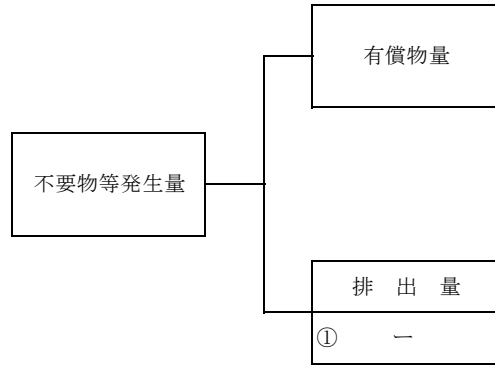 有償物量
不要物等発生量
排 出 量
① ー